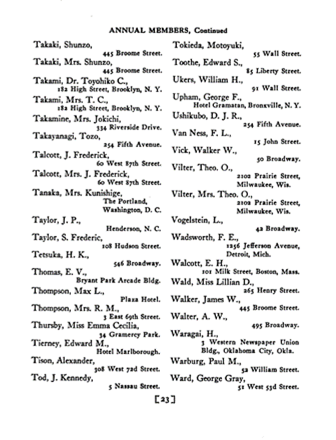 ANNUAL MEMBERS, Continued
Takaki, Shunzo,
445 Broome Street.
Takaki, Mrs. Shunzo,
445 Broome Street.
Takami, Dr. Toyohiko C.,
182 High Street, Brooklyn, N. Y.
Takami, Mrs. T. C.,
182 High Street, Brooklyn, N. Y.
Takamine, Mrs. Jokichi,
334 Riverside Drive.
Takayanagi, Tozo,
254 Fifth Avenue.
Talcott, J. Frederick,
60 West 87th Street.
Talcott, Mrs. J. Frederick,
60 West 87th Street.
Tanaka, Mrs. Kunishige,
The Portland,
Washington, D. C.
Taylor, J. P.,
Henderson, N. C.
Taylor, S. Frederic,
108 Hudson Street.
Tetsuka, H. K.,
546 Broadway.
Thomas, E. V.,
Bryant Park Arcade Bldg.
Thompson, Max L.,
Plaza Hotel.
Thompson, Mrs. R. M.,
3 East 69th Street.
Thursby, Miss Emma Cecilia,
34 Gramercy Park.
Tierney, Edward M.,
Hotel Marlborough.
Tison, Alexander,
308 West 72d Street.
Tod, J. Kennedy,
5 Nassau Street.
Tokieda, Motoyuki,
55 Wall Street.
Toothe, Edward S.,
85 Liberty Street.
Ukers, William H.,
91 Wall Street.
Upham, George F.,
Hotel Gramatan, Bronxville, N. Y.
Ushikubo, D. J. R.,
254 Fifth Avenue.
Van Ness, F. L.,
15 John Street.
Vick, Walker W.,
50 Broadway.
Vilter, Theo. O.,
2102 Prairie Street,
Milwaukee, Wis.
Vilter, Mrs. Theo. O.,
2102 Prairie Street,
Milwaukee, Wis.
Vogelstein, L.,
42 Broadway.
Wadsworth, F. E.,
1256 Jefferson Avenue,
Detroit, Mich.
Walcott, E. H.,
101 Milk Street, Boston, Mass.
Wald, Miss Lillian D.,
265 Henry Street.
Walker, James W.,
445 Broome Street.
Walter, A. W.,
495 Broadway.
Waragai, H.,
3 Western Newspaper Union
Bldg., Oklahoma City, Okla.
Warburg, Paul M.,
52 William Street.
Ward, George Gray,
51 West 53d Street.
[23]